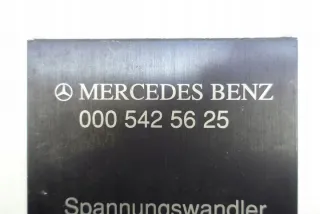 MERCEDES BENZ
000 542 56 25
Spannungswandler